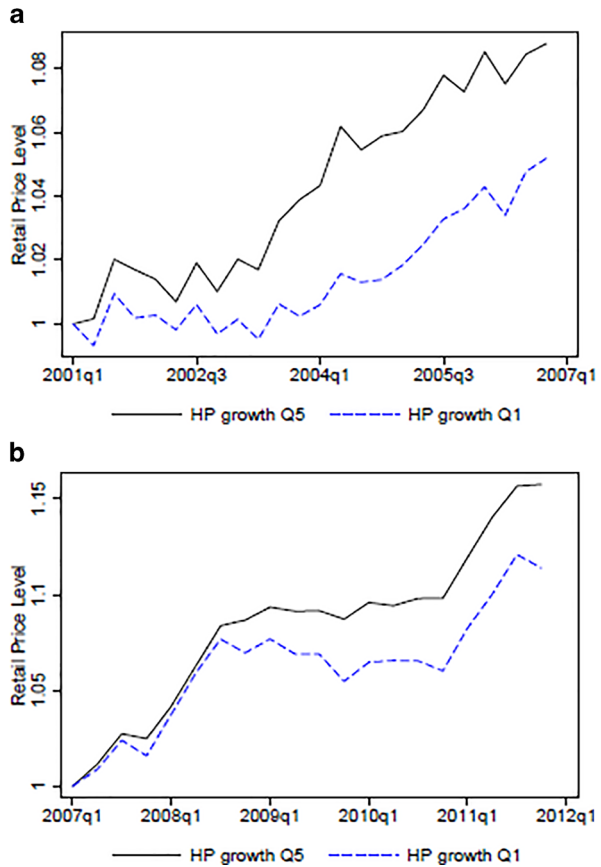 a
Retail Price Level
1.08
1.06
1.04
1.02
1
2001q1 2002q3 2004q1 2005q3 2007q1
HP growth Q5 HP growth Q1
b
Retail Price Level
1.15
1.1
1.05
1
2007q1 2008q1 2009q1 2010q1 2011q1 2012q1
HP growth Q5 HP growth Q1